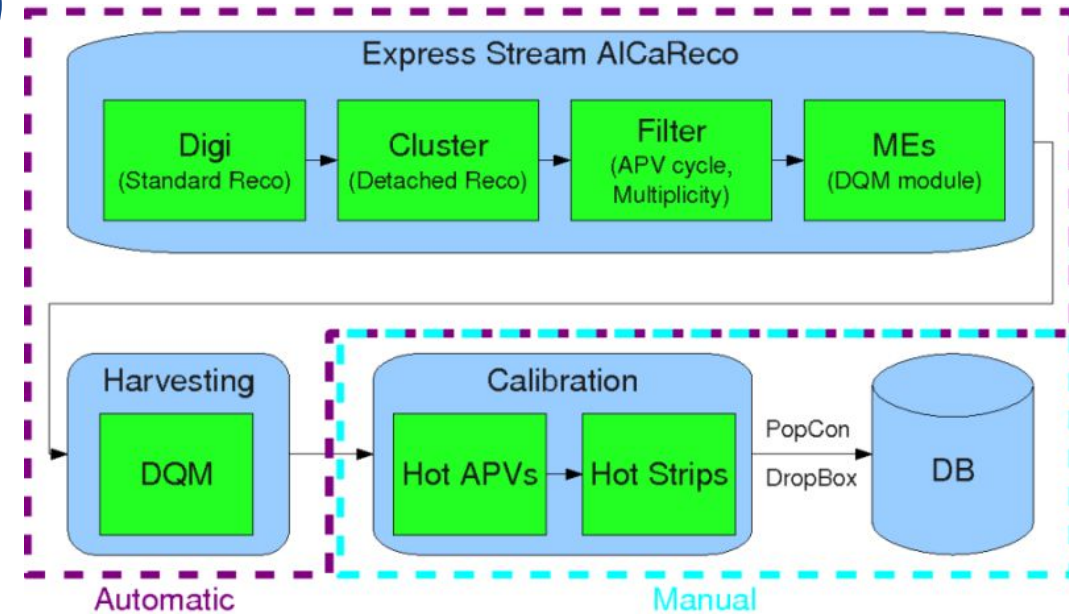 Express Stream AlCaReco
Digi
(Standard Reco)
Cluster
(Detached Reco)
Filter
(APV cycle,
Multiplicity)
MEs
(DQM module)
Harvesting
DQM
Calibration
Hot APVs
Hot Strips
PopCon
DropBox
DB
Automatic
Manual